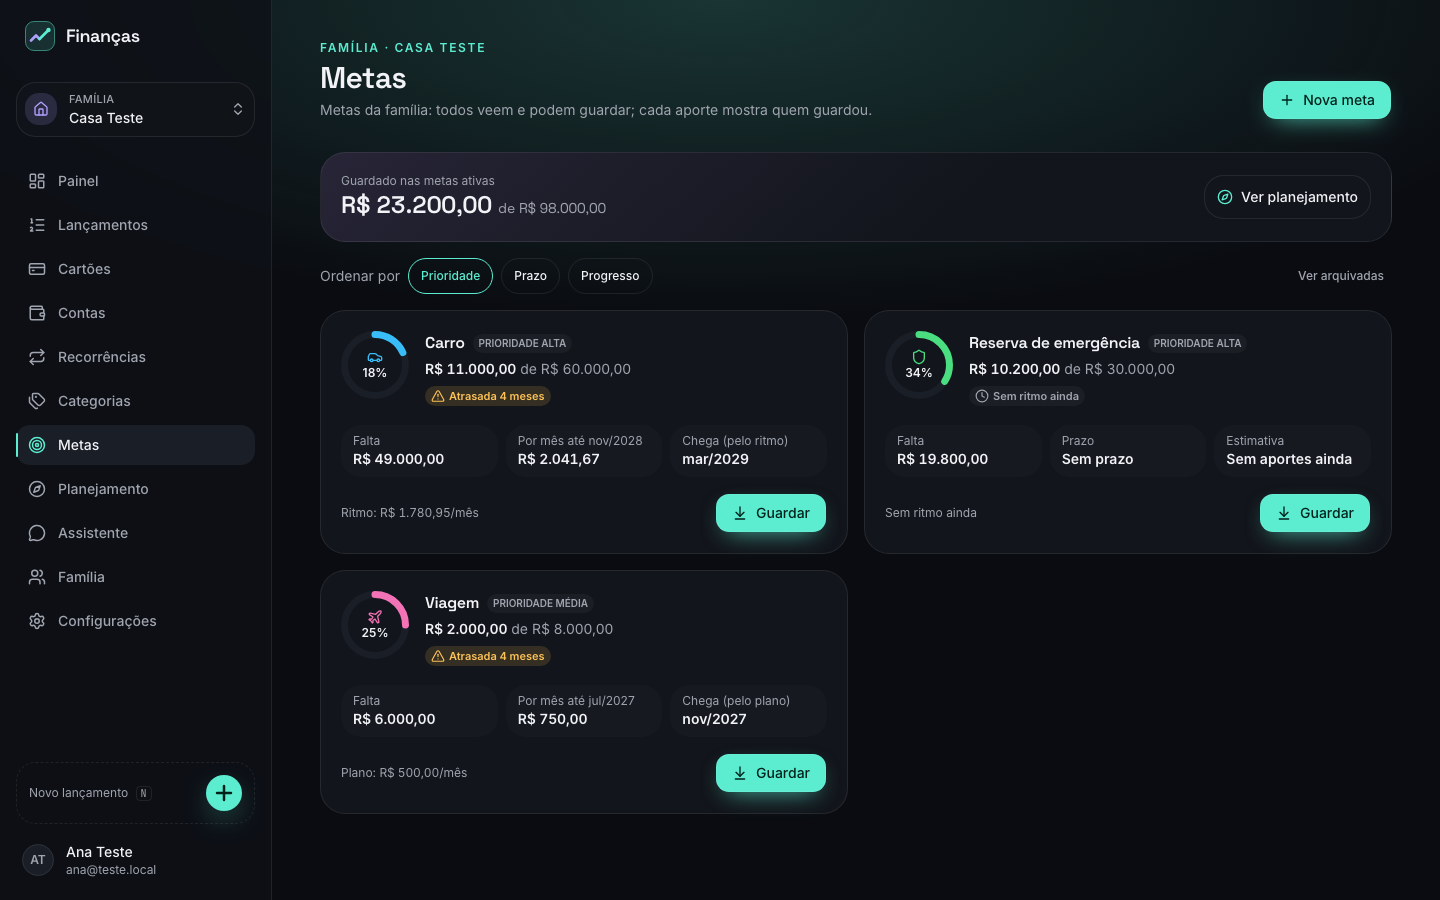 Finanças
FAMÍLIA
Casa Teste
Painel
Lançamentos
Cartões
Contas
Recorrências
Categorias
Metas
Planejamento
Assistente
Família
Configurações
Novo lançamento N
AT
Ana Teste
ana@teste.local
FAMÍLIA · CASA TESTE
Metas
Metas da família: todos veem e podem guardar; cada aporte mostra quem guardou.
Nova meta
Guardado nas metas ativas
R$ 23.200,00 de R$ 98.000,00
Ver planejamento
Ordenar por Prioridade Prazo Progresso
Ver arquivadas
18%
Carro PRIORIDADE ALTA
R$ 11.000,00 de R$ 60.000,00
Atrasada 4 meses
Falta
R$ 49.000,00
Por mês até nov/2028
R$ 2.041,67
Chega (pelo ritmo)
mar/2029
Ritmo: R$ 1.780,95/mês
Guardar
34%
Reserva de emergência PRIORIDADE ALTA
R$ 10.200,00 de R$ 30.000,00
Sem ritmo ainda
Falta
R$ 19.800,00
Prazo
Sem prazo
Estimativa
Sem aportes ainda
Sem ritmo ainda
Guardar
25%
Viagem PRIORIDADE MÉDIA
R$ 2.000,00 de R$ 8.000,00
Atrasada 4 meses
Falta
R$ 6.000,00
Por mês até jul/2027
R$ 750,00
Chega (pelo plano)
nov/2027
Plano: R$ 500,00/mês
Guardar